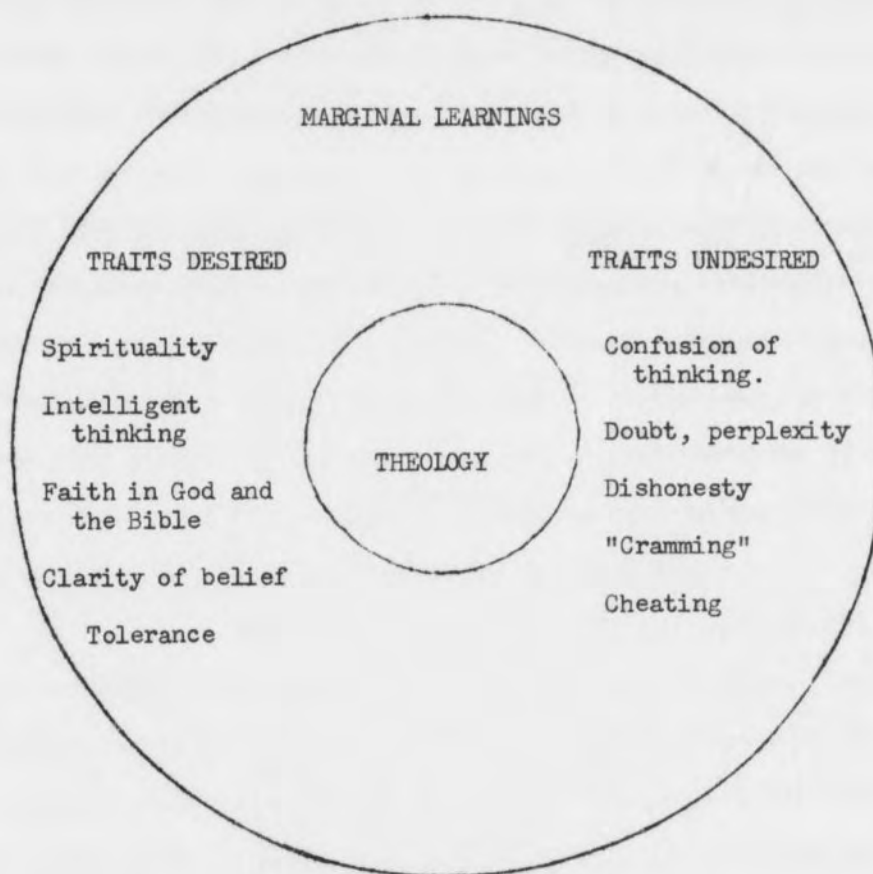 MARGINAL LEARNINGS
TRAITS DESIRED
Spirituality
Intelligent
thinking
Faith in God and
the Bible
Clarity of belief
Tolerance
THEOLOGY
TRAITS UNDESIRED
Confusion of
thinking.
Doubt, perplexity
Dishonesty
"Cramming"
Cheating